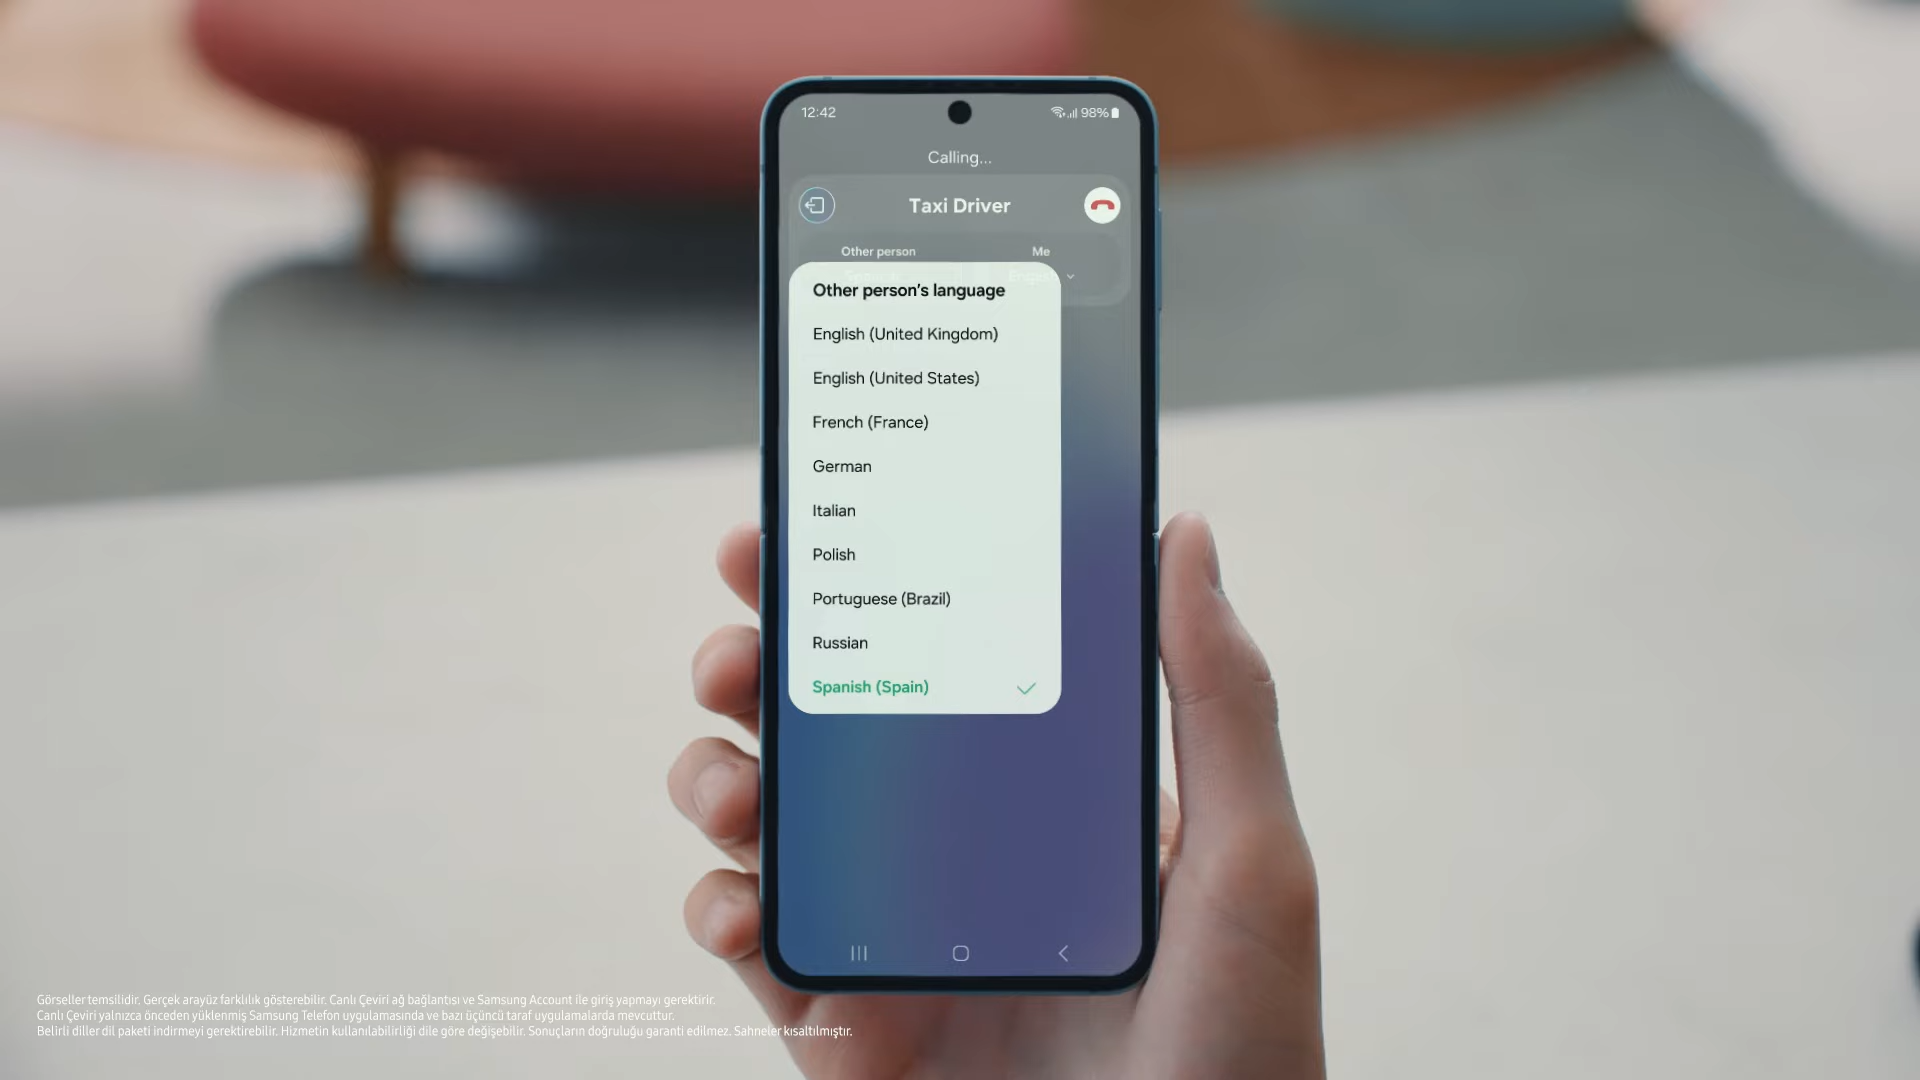 12:42
98%
Calling...
Taxi Driver
Other person
Me
English
Other person's language
English (United Kingdom)
English (United States)
French (France)
German
Italian
Polish
Portuguese (Brazil)
Russian
Spanish (Spain)
Görseller temsilidir. Gerçek arayüz farklılık gösterebilir. Canlı Çeviri ağ bağlantısı ve Samsung Account ile giriş yapmayı gerektirir.
Canlı Çeviri yalnızca önceden yüklenmiş Samsung Telefon uygulamasında ve bazı üçüncü taraf uygulamalarda mevcuttur.
Belirli diller dil paketi indirmeyi gerektirebilir. Hizmetin kullanılabilirliği dile göre değişebilir. Sonuçların doğruluğu garanti edilmez. Sahneler kısaltılmıştır.